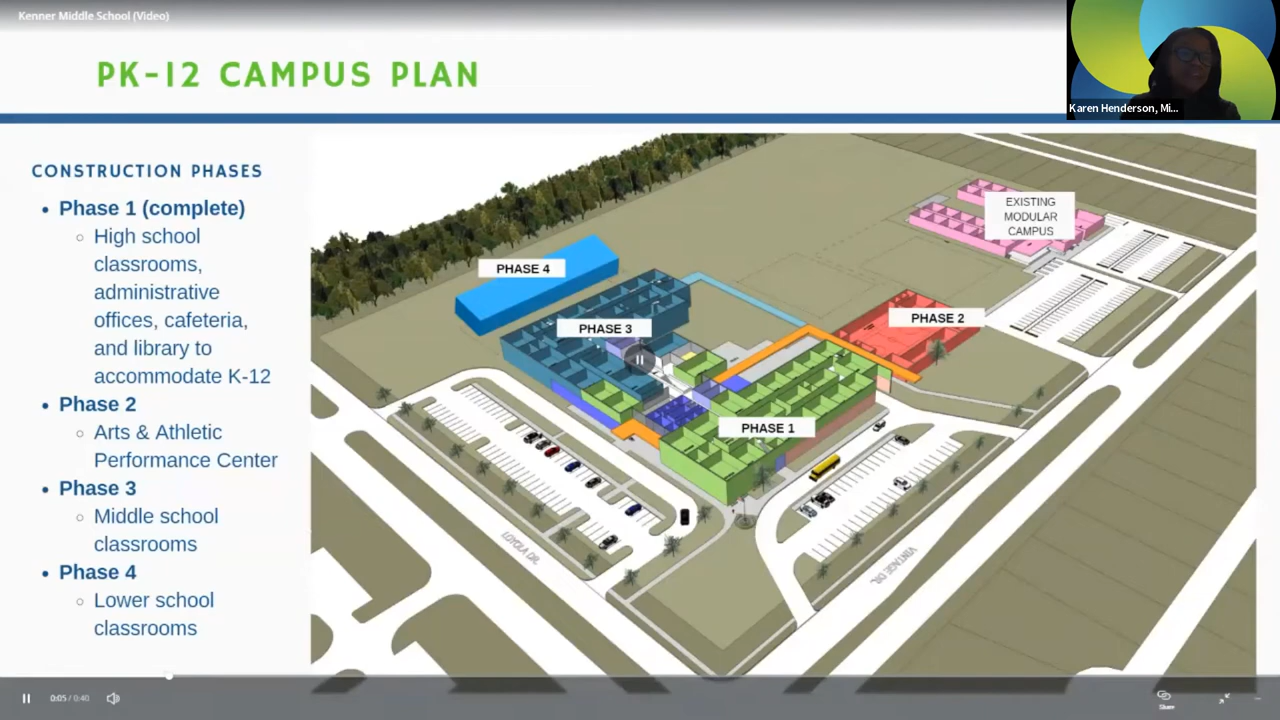 Kenner Middle School (Video)
PK-12 CAMPUS PLAN
Karen Henderson, Mi...
CONSTRUCTION PHASES
• Phase 1 (complete)
○ High school
classrooms,
administrative
offices, cafeteria,
and library to
accommodate K-12
• Phase 2
○ Arts & Athletic
Performance Center
• Phase 3
○ Middle school
classrooms
• Phase 4
○ Lower school
classrooms
EXISTING
MODULAR
CAMPUS
PHASE 4
PHASE 2
PHASE 3
PHASE 1
LOYOLA DR.
VINTAGE DR.
0:05 / 0:40
Share